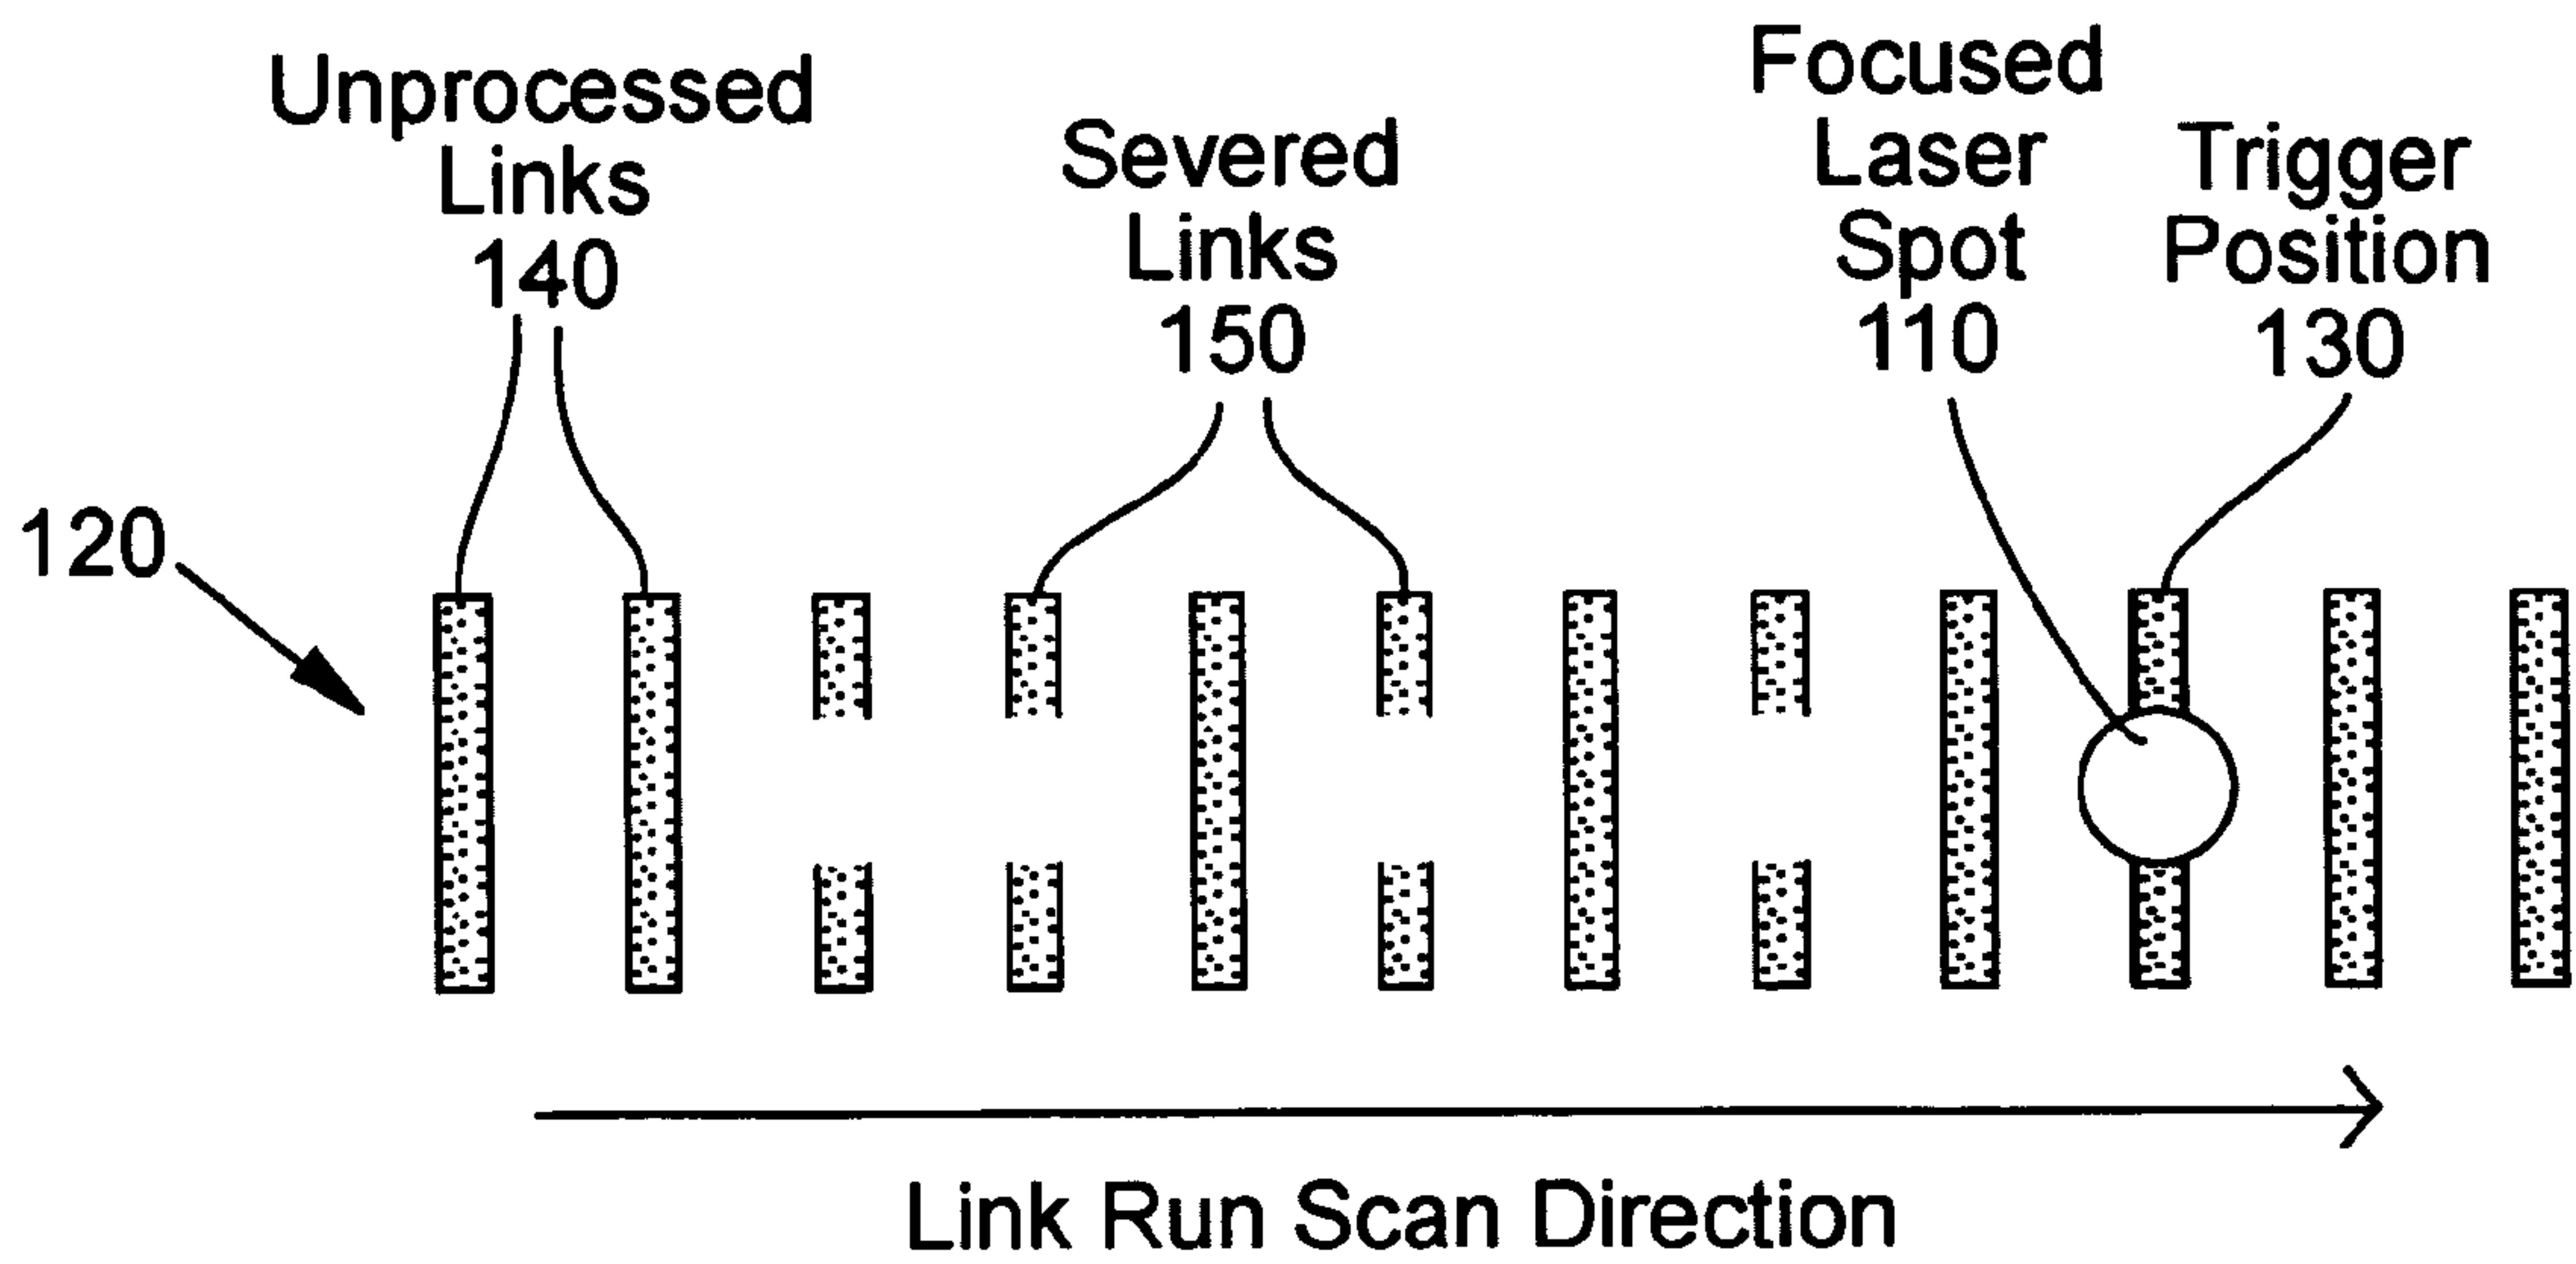 Unprocessed
Links
140
Severed
Links
150
Focused
Laser
Spot
110
Trigger
Position
130
120
Link Run Scan Direction